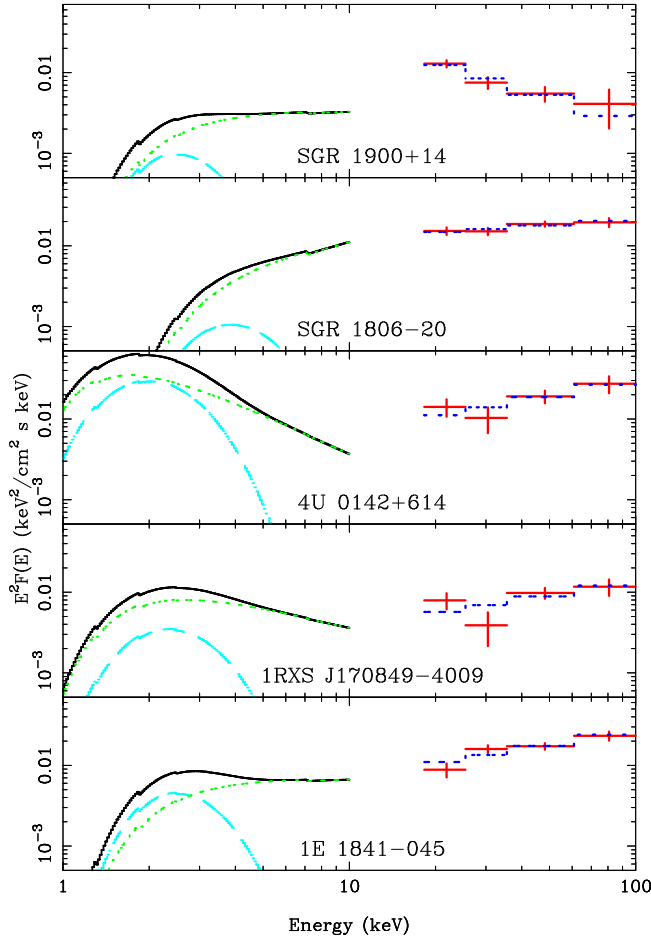 0.01
10⁻³
SGR 1900+14
0.01
10⁻³
SGR 1806−20
0.01
10⁻³
4U 0142+614
E²F(E) (keV²/cm² s keV)
0.01
10⁻³
1RXS J170849−4009
0.01
10⁻³
1E 1841−045
1 10 100
Energy (keV)